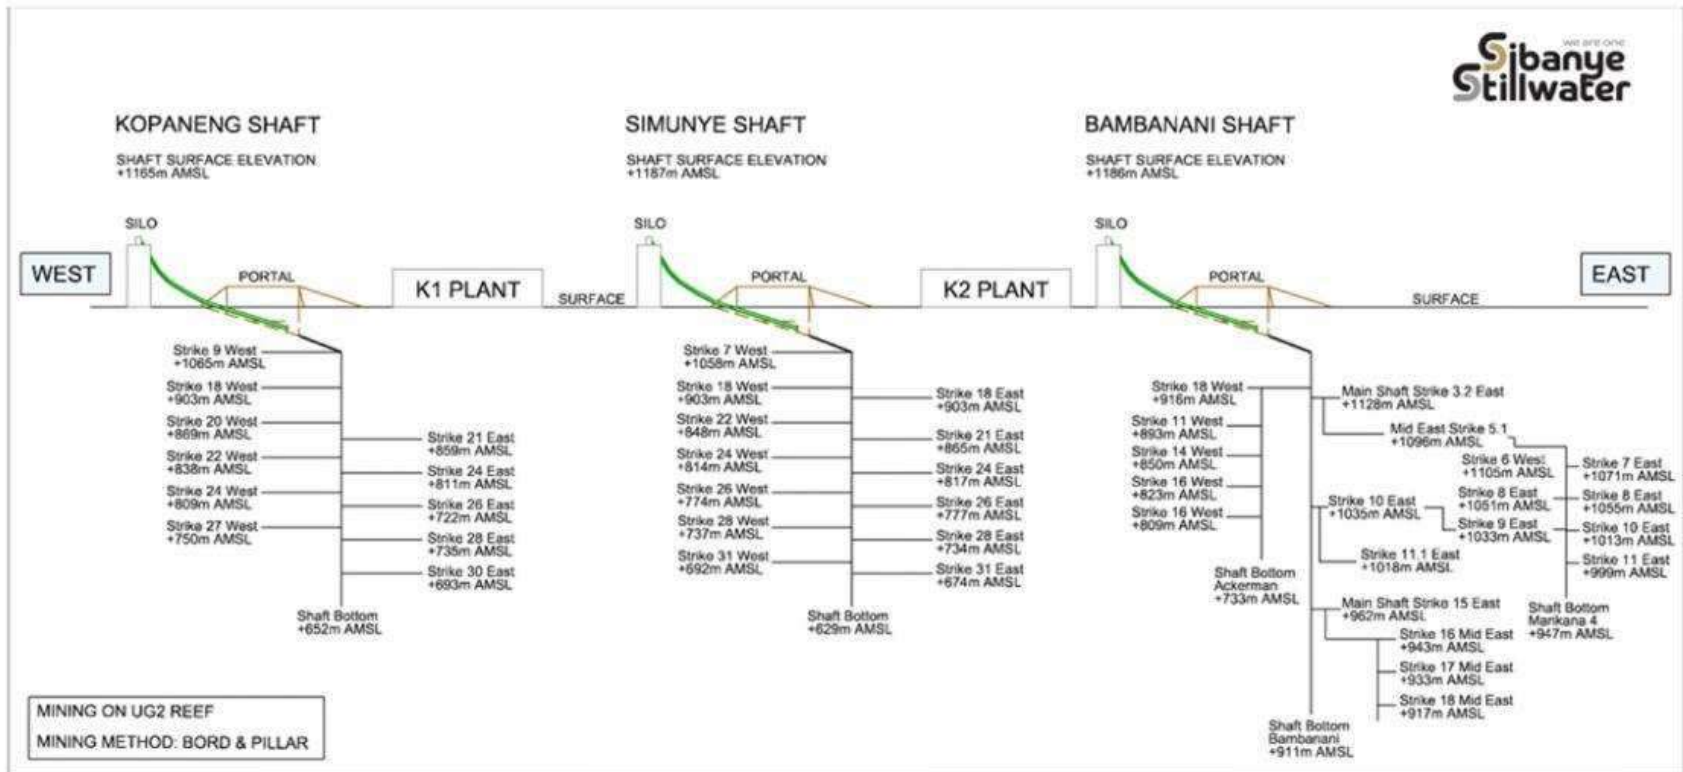 we are one
Sibanye
Stillwater
KOPANENG SHAFT
SHAFT SURFACE ELEVATION
+1165m AMSL
SIMUNYE SHAFT
SHAFT SURFACE ELEVATION
+1187m AMSL
BAMBANANI SHAFT
SHAFT SURFACE ELEVATION
+1186m AMSL
WEST
SILO
PORTAL
K1 PLANT
SURFACE
SILO
PORTAL
K2 PLANT
SILO
PORTAL
SURFACE
EAST
Strike 9 West
+1065m AMSL
Strike 18 West
+903m AMSL
Strike 20 West
+869m AMSL
Strike 22 West
+838m AMSL
Strike 24 West
+809m AMSL
Strike 27 West
+750m AMSL
Strike 21 East
+859m AMSL
Strike 24 East
+811m AMSL
Strike 26 East
+722m AMSL
Strike 28 East
+735m AMSL
Strike 30 East
+693m AMSL
Shaft Bottom
+652m AMSL
Strike 7 West
+1058m AMSL
Strike 18 West
+903m AMSL
Strike 22 West
+848m AMSL
Strike 24 West
+814m AMSL
Strike 26 West
+774m AMSL
Strike 28 West
+737m AMSL
Strike 31 West
+692m AMSL
Strike 18 East
+903m AMSL
Strike 21 East
+865m AMSL
Strike 24 East
+817m AMSL
Strike 26 East
+777m AMSL
Strike 28 East
+734m AMSL
Strike 31 East
+674m AMSL
Shaft Bottom
+629m AMSL
Strike 18 West
+916m AMSL
Strike 11 West
+893m AMSL
Strike 14 West
+850m AMSL
Strike 16 West
+823m AMSL
Strike 16 West
+809m AMSL
Shaft Bottom
Ackerman
+733m AMSL
Main Shaft Strike 3.2 East
+1128m AMSL
Mid East Strike 5.1
+1096m AMSL
Strike 6 West
+1105m AMSL
Strike 8 East
+1051m AMSL
Strike 9 East
+1033m AMSL
Strike 7 East
+1071m AMSL
Strike 8 East
+1055m AMSL
Strike 10 East
+1013m AMSL
Strike 11 East
+999m AMSL
Shaft Bottom
Marikana 4
+947m AMSL
Strike 10 East
+1035m AMSL
Strike 11.1 East
+1018m AMSL
Main Shaft Strike 15 East
+962m AMSL
Strike 16 Mid East
+943m AMSL
Strike 17 Mid East
+933m AMSL
Strike 18 Mid East
+917m AMSL
Shaft Bottom
Bambanani
+911m AMSL
MINING ON UG2 REEF
MINING METHOD: BORD & PILLAR